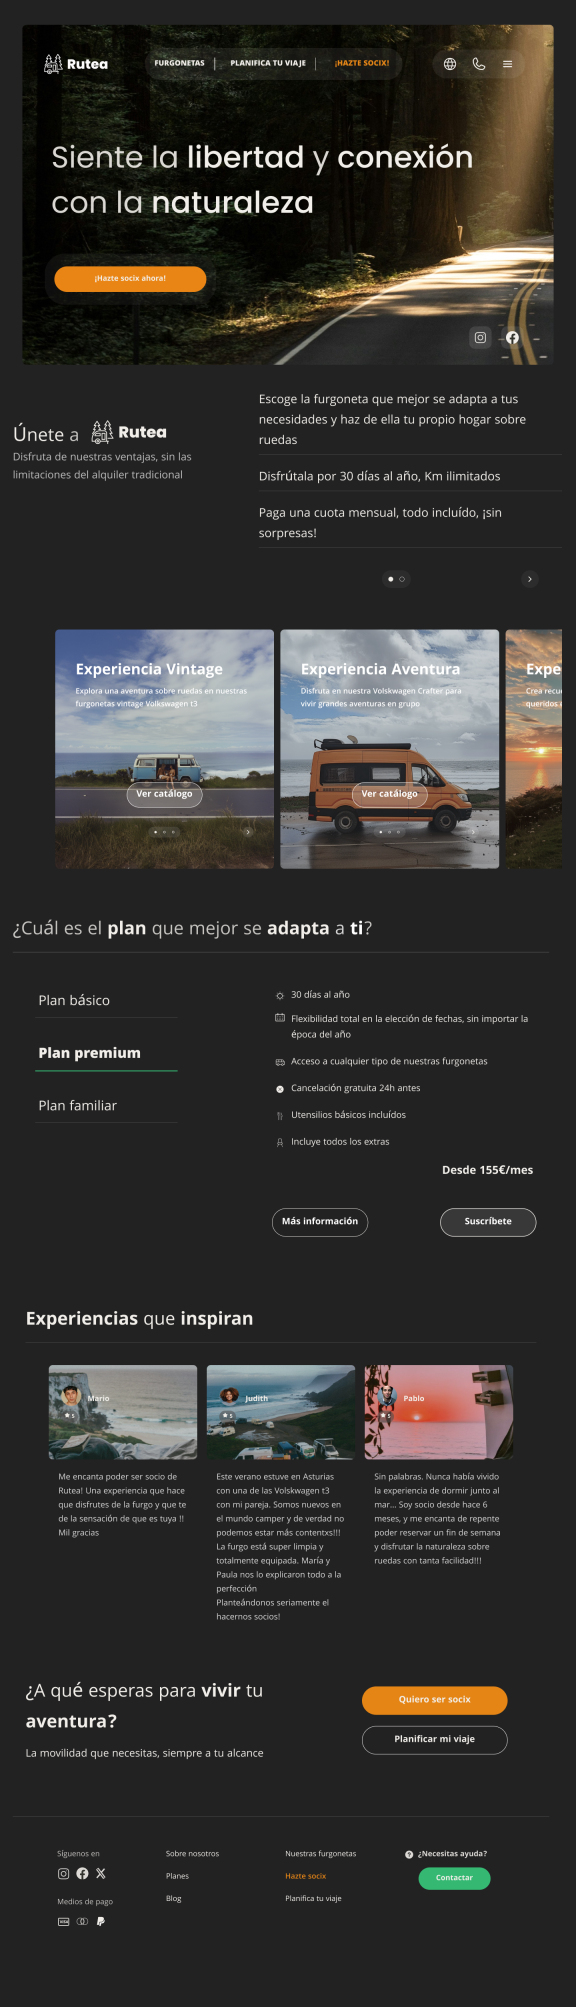 Rutea
FURGONETAS
PLANIFICA TU VIAJE
¡HAZTE SOCIX!
Siente la libertad y conexión
con la naturaleza
¡Hazte socix ahora!
Únete a Rutea
Disfruta de nuestras ventajas, sin las
limitaciones del alquiler tradicional
Escoge la furgoneta que mejor se adapta a tus
necesidades y haz de ella tu propio hogar sobre
ruedas
Disfrútala por 30 días al año, Km ilimitados
Paga una cuota mensual, todo incluído, ¡sin
sorpresas!
Experiencia Vintage
Explora una aventura sobre ruedas en nuestras
furgonetas vintage Volkswagen t3
Ver catálogo
Experiencia Aventura
Disfruta en nuestra Volskwagen Crafter para
vivir grandes aventuras en grupo
Ver catálogo
Expe
Crea recue
queridos e
¿Cuál es el plan que mejor se adapta a ti?
Plan básico
Plan premium
Plan familiar
30 días al año
Flexibilidad total en la elección de fechas, sin importar la
época del año
Acceso a cualquier tipo de nuestras furgonetas
Cancelación gratuita 24h antes
Utensilios básicos incluídos
Incluye todos los extras
Desde 155€/mes
Más información
Suscríbete
Experiencias que inspiran
Mario
5
Me encanta poder ser socio de
Rutea! Una experiencia que hace
que disfrutes de la furgo y que te
de la sensación de que es tuya !!
Mil gracias
Judith
5
Este verano estuve en Asturias
con una de las Volskwagen t3
con mi pareja. Somos nuevos en
el mundo camper y de verdad no
podemos estar más contentxs!!!
La furgo está super limpia y
totalmente equipada. María y
Paula nos lo explicaron todo a la
perfección
Planteándonos seriamente el
hacernos socios!
Pablo
5
Sin palabras. Nunca había vivido
la experiencia de dormir junto al
mar... Soy socio desde hace 6
meses, y me encanta de repente
poder reservar un fin de semana
y disfrutar la naturaleza sobre
ruedas con tanta facilidad!!!
¿A qué esperas para vivir tu
aventura?
La movilidad que necesitas, siempre a tu alcance
Quiero ser socix
Planificar mi viaje
Síguenos en
Medios de pago
VISA
Sobre nosotros
Planes
Blog
Nuestras furgonetas
Hazte socix
Planifica tu viaje
¿Necesitas ayuda?
Contactar